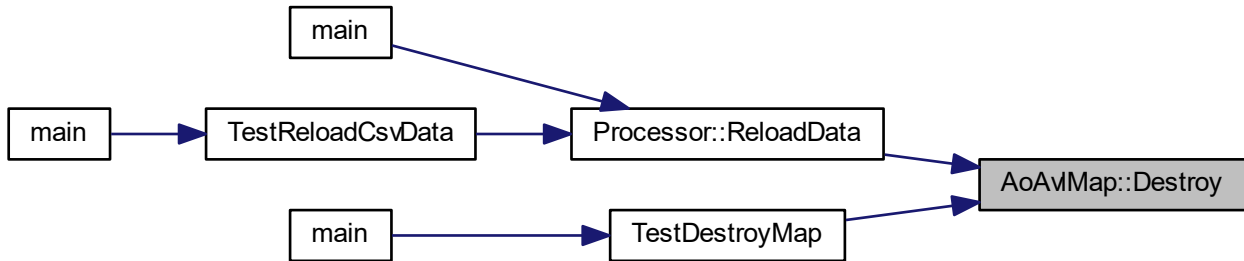 main
main
TestReloadCsvData
Processor::ReloadData
AoAvlMap::Destroy
main
TestDestroyMap